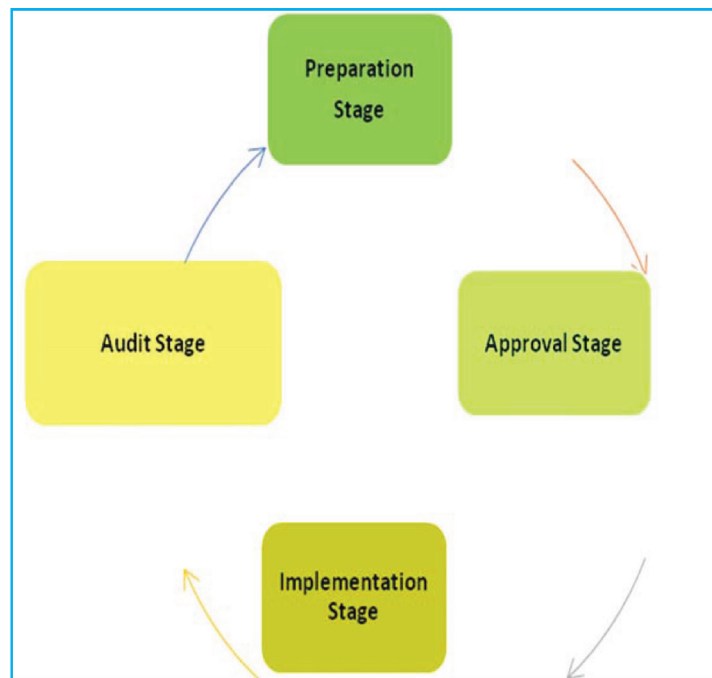 Preparation
Stage
Approval Stage
Implementation
Stage
Audit Stage